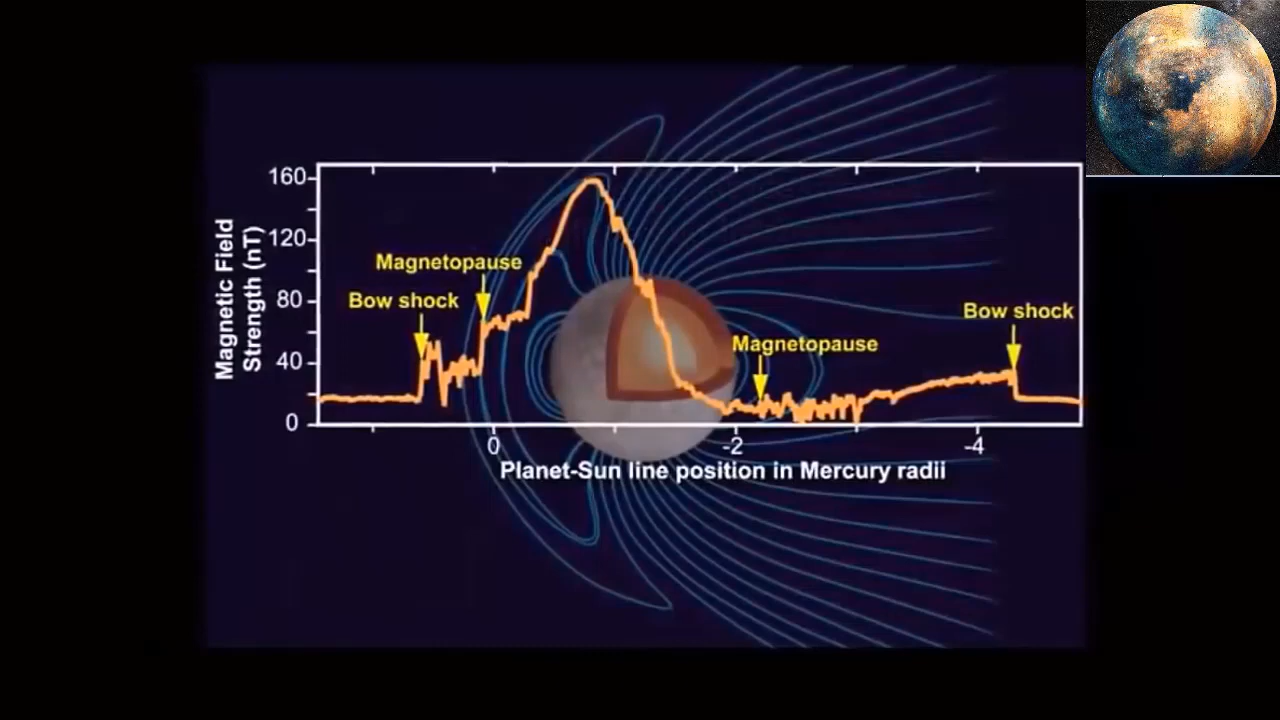 160
120
80
40
0
Magnetic Field
Strength (nT)
Magnetopause
Bow shock
Bow shock
Magnetopause
0
-2
-4
Planet-Sun line position in Mercury radii